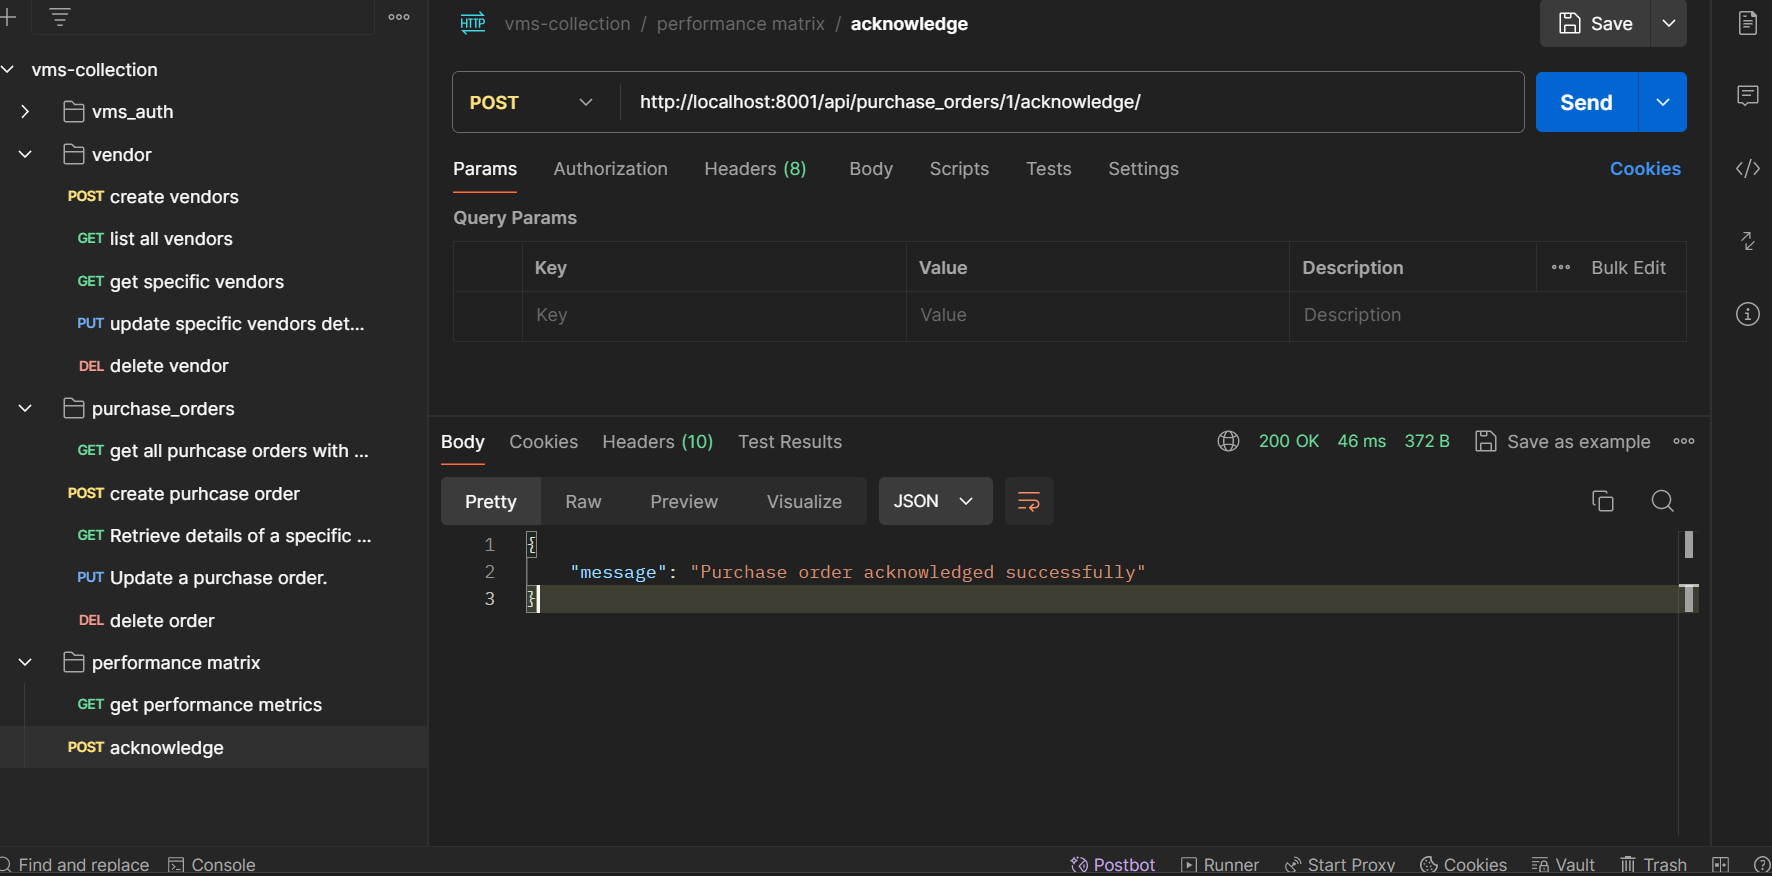 vms-collection
vms_auth
vendor
POST create vendors
GET list all vendors
GET get specific vendors
PUT update specific vendors det...
DEL delete vendor
purchase_orders
GET get all purhcase orders with ...
POST create purhcase order
GET Retrieve details of a specific ...
PUT Update a purchase order.
DEL delete order
performance matrix
GET get performance metrics
POST acknowledge
HTTP vms-collection / performance matrix / acknowledge
Save
POST http://localhost:8001/api/purchase_orders/1/acknowledge/
Send
Params Authorization Headers (8) Body Scripts Tests Settings Cookies
Query Params
Key Value Description Bulk Edit
Key Value Description
Body Cookies Headers (10) Test Results 200 OK 46 ms 372 B Save as example
Pretty Raw Preview Visualize JSON
1 {
2 "message": "Purchase order acknowledged successfully"
3 }
Find and replace Console Postbot Runner Start Proxy Cookies Vault Trash